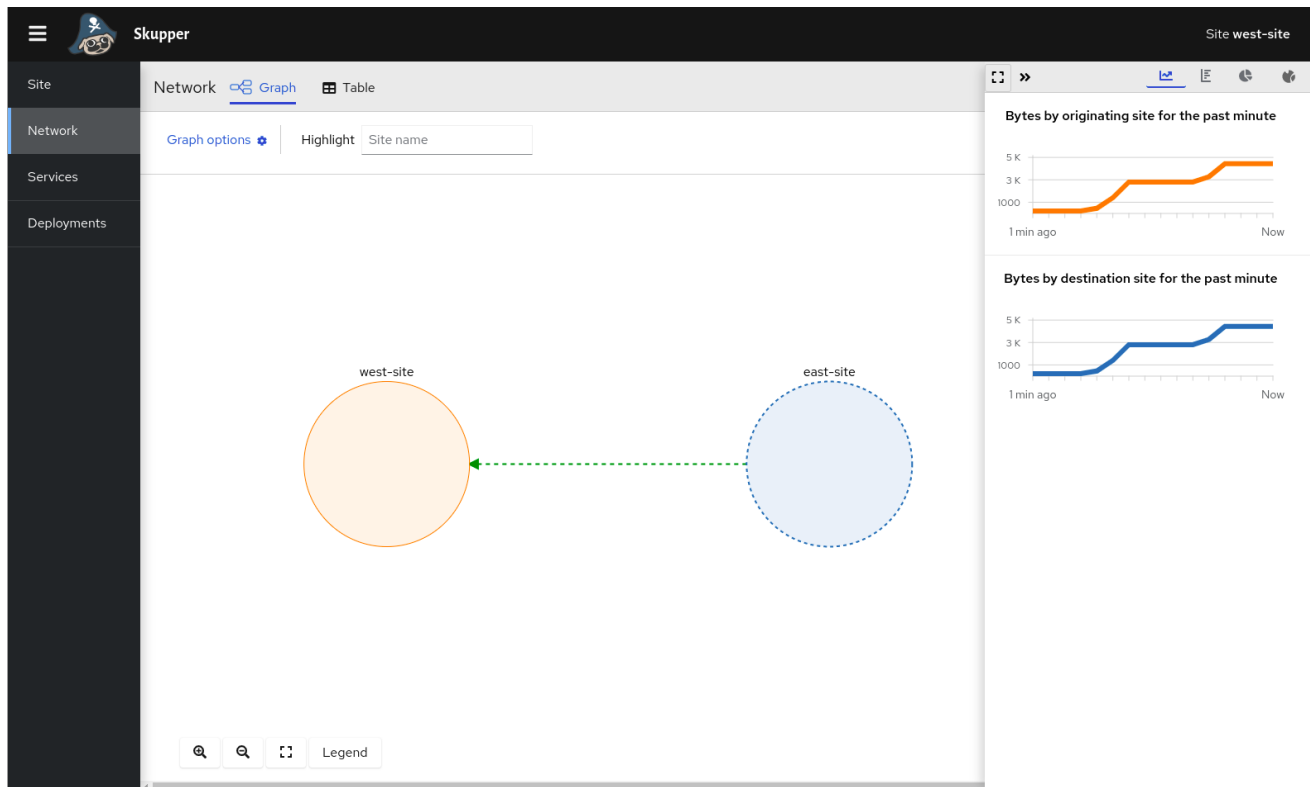 Skupper
Site west-site
Site
Network
Services
Deployments
Network Graph Table
Graph options Highlight Site name
west-site
east-site
Legend
Bytes by originating site for the past minute
5 K
3 K
1000
1 min ago Now
Bytes by destination site for the past minute
5 K
3 K
1000
1 min ago Now